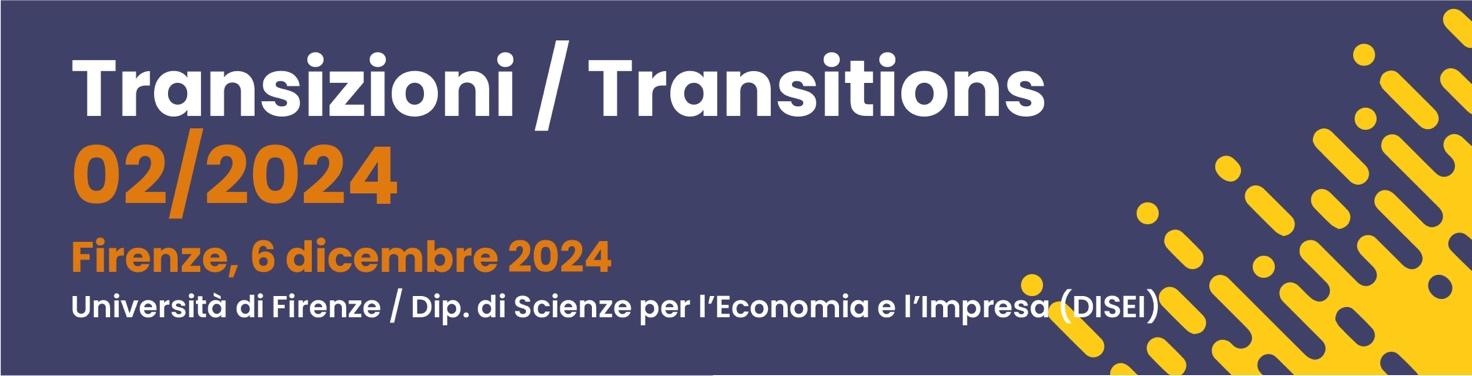 Transizioni / Transitions
02/2024
Firenze, 6 dicembre 2024
Università di Firenze / Dip. di Scienze per l’Economia e l’Impresa (DISEI)